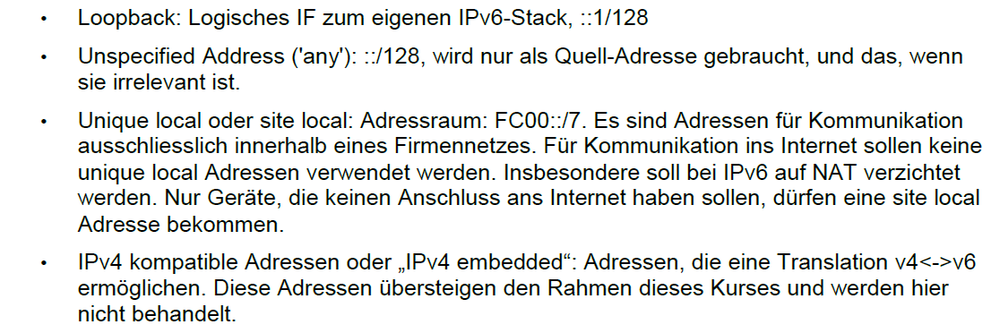 • Loopback: Logisches IF zum eigenen IPv6-Stack, ::1/128
• Unspecified Address ('any'): ::/128, wird nur als Quell-Adresse gebraucht, und das, wenn
sie irrelevant ist.
• Unique local oder site local: Adressraum: FC00::/7. Es sind Adressen für Kommunikation
ausschliesslich innerhalb eines Firmennetzes. Für Kommunikation ins Internet sollen keine
unique local Adressen verwendet werden. Insbesondere soll bei IPv6 auf NAT verzichtet
werden. Nur Geräte, die keinen Anschluss ans Internet haben sollen, dürfen eine site local
Adresse bekommen.
• IPv4 kompatible Adressen oder „IPv4 embedded“: Adressen, die eine Translation v4<->v6
ermöglichen. Diese Adressen übersteigen den Rahmen dieses Kurses und werden hier
nicht behandelt.